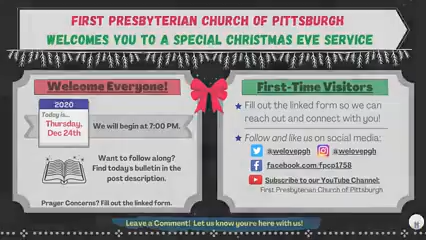 FIRST PRESBYTERIAN CHURCH OF PITTSBURGH
WELCOMES YOU TO A SPECIAL CHRISTMAS EVE SERVICE
Welcome Everyone!
2020
Today is...
Thursday,
Dec 24th
We will begin at 7:00 PM.
Want to follow along?
Find today's bulletin in the
post description.
Prayer Concerns? Fill out the linked form.
First-Time Visitors
Fill out the linked form so we can
reach out and connect with you!
Follow and like us on social media:
@welovepgh @welovepgh
facebook.com/fpcp1758
Subscribe to our YouTube Channel:
First Presbyterian Church of Pittsburgh
Leave a Comment! Let us know you're here with us!